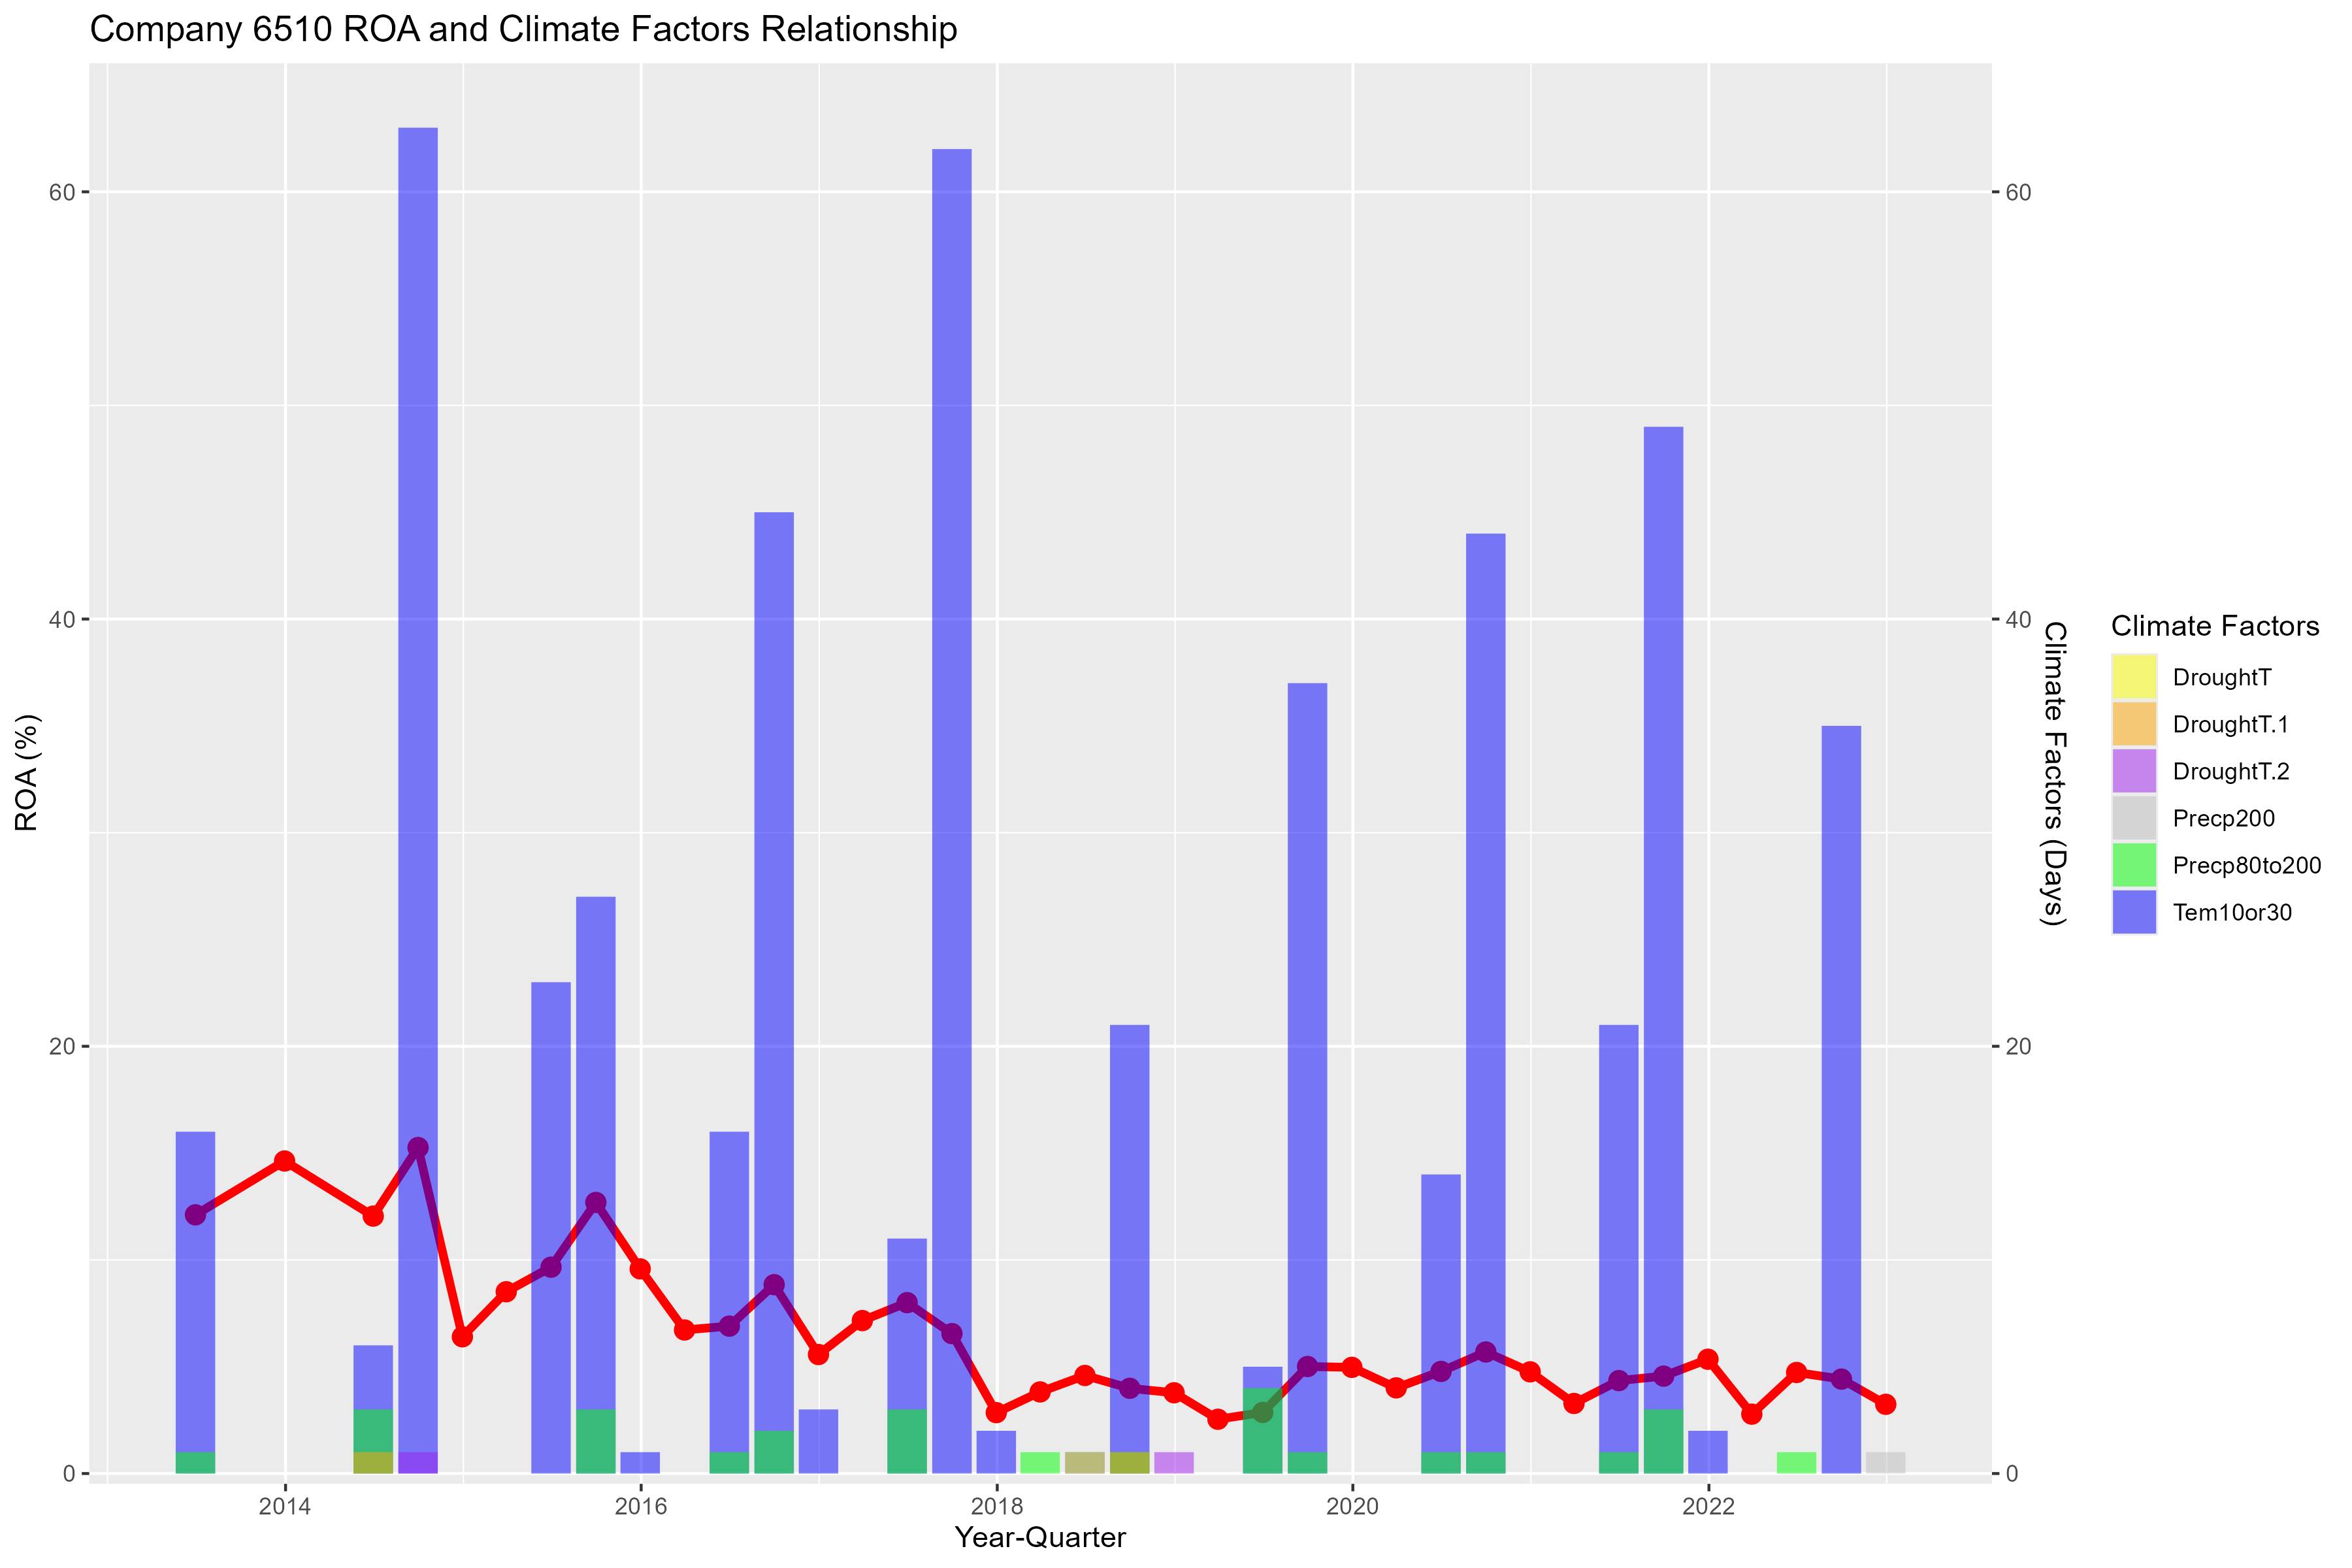 Company 6510 ROA and Climate Factors Relationship
60
40
20
0
ROA (%)
2014
2016
2018
2020
2022
Year-Quarter
60
40
20
0
Climate Factors (Days)
Climate Factors
DroughtT
DroughtT.1
DroughtT.2
Precp200
Precp80to200
Tem10or30